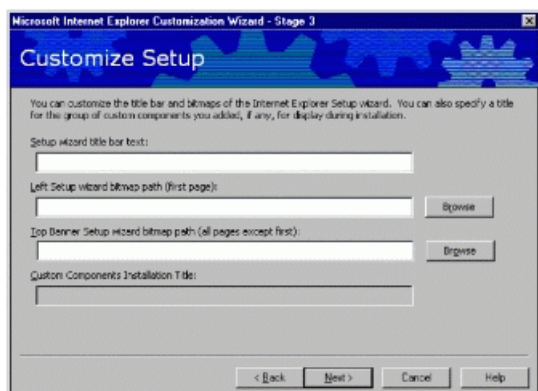 Microsoft Internet Explorer Customization Wizard - Stage 3
Customize Setup
You can customize the title bar and bitmaps of the Internet Explorer Setup wizard. You can also specify a title
for the group of custom components you added, if any, for display during installation.
Setup wizard title bar text:
Left Setup wizard bitmap path (first page):
Browse
Top Banner Setup wizard bitmap path (all pages except first):
Browse
Custom Components Installation Title:
< Back
Next >
Cancel
Help